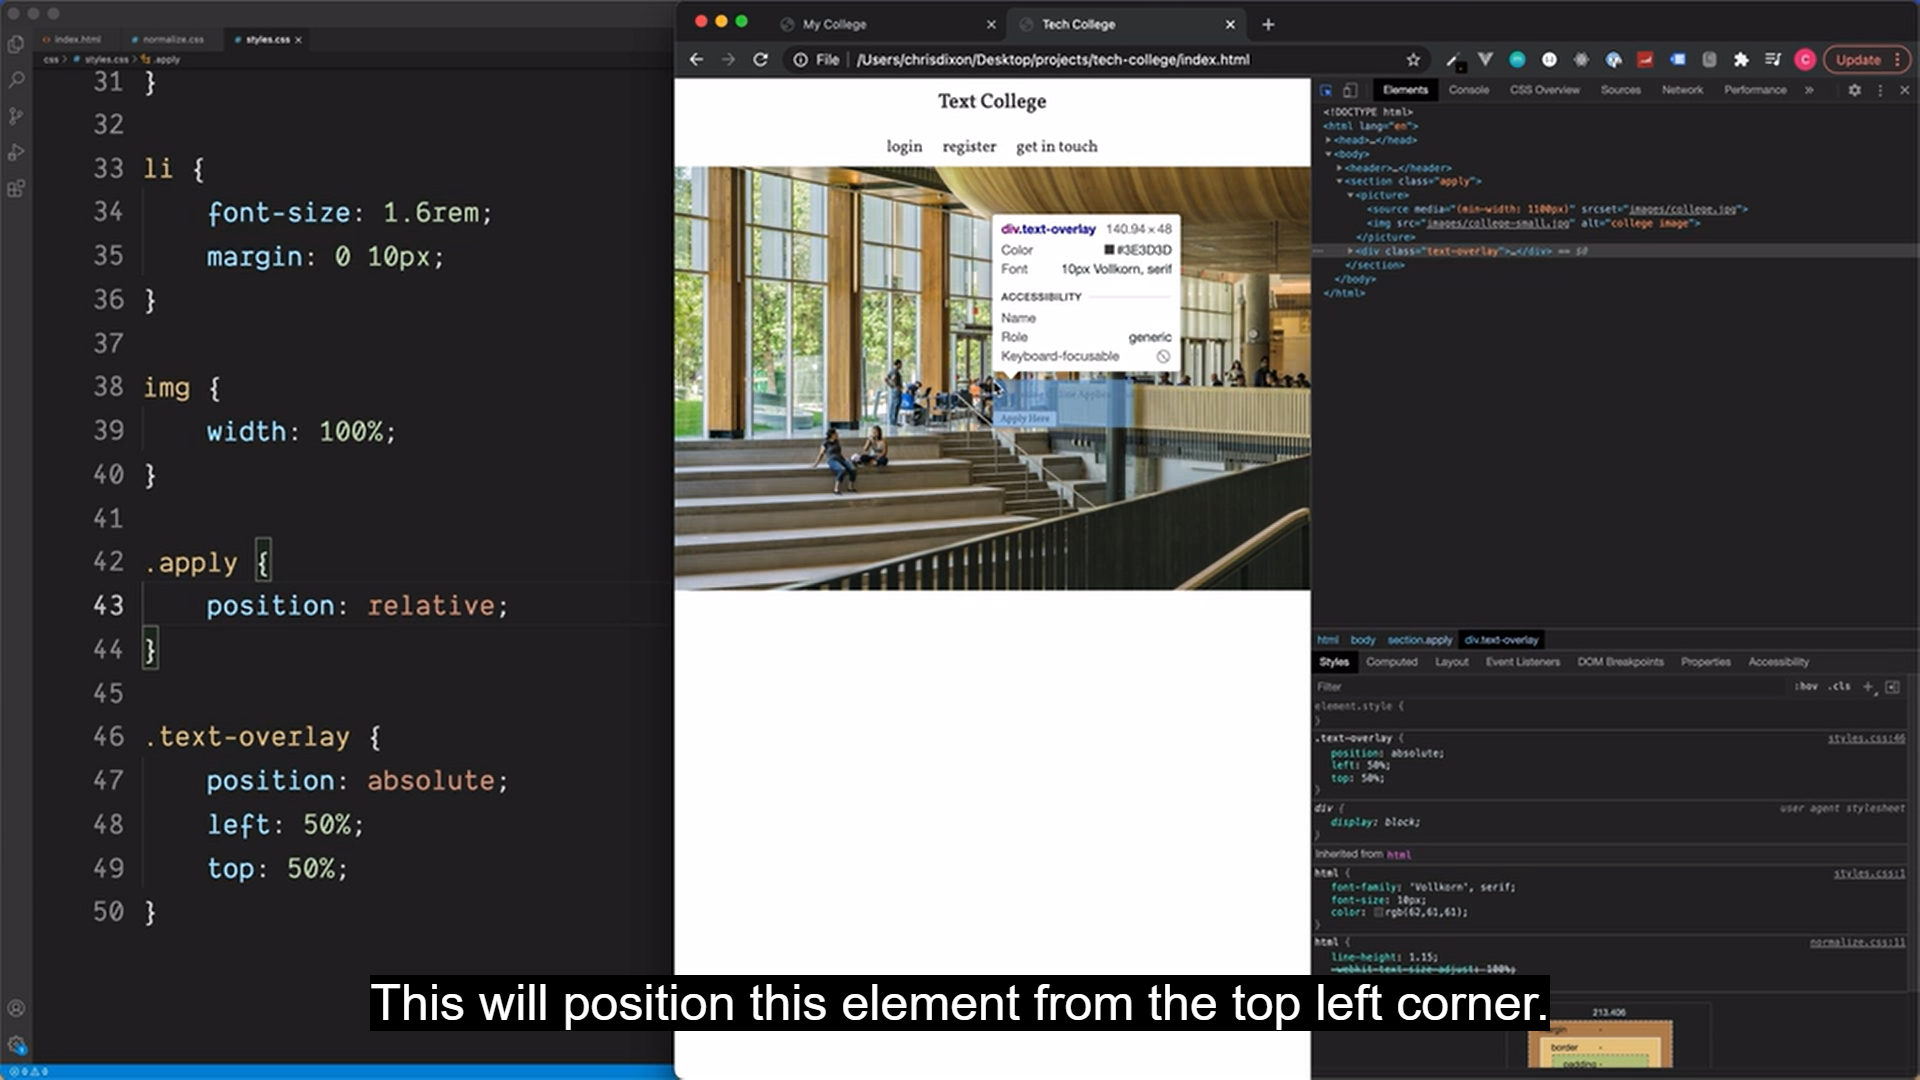 index.html
normalize.css
styles.css
css > styles.css > .apply
31 }
32
33 li {
34 font-size: 1.6rem;
35 margin: 0 10px;
36 }
37
38 img {
39 width: 100%;
40 }
41
42 .apply {
43 position: relative;
44 }
45
46 .text-overlay {
47 position: absolute;
48 left: 50%;
49 top: 50%;
50 }
My College
Tech College
File | /Users/chrisdixon/Desktop/projects/tech-college/index.html
C
Update
Text College
login register get in touch
div.text-overlay 140.94 × 48
Color #3E3D3D
Font 10px Vollkorn, serif
ACCESSIBILITY
Name
Role generic
Keyboard-focusable
Apply Here
Elements Console CSS Overview Sources Network Performance »
<!DOCTYPE html>
<html lang="en">
<head>…</head>
<body>
<header>…</header>
<section class="apply">
<picture>
<source media="(min-width: 1100px)" srcset="images/college.jpg">
<img src="images/college-small.jpg" alt="college image">
</picture>
<div class="text-overlay">…</div> == $0
</section>
</body>
</html>
html body section.apply div.text-overlay
Styles Computed Layout Event Listeners DOM Breakpoints Properties Accessibility
Filter :hov .cls +
element.style {
}
.text-overlay { styles.css:46
position: absolute;
left: 50%;
top: 50%;
}
div { user agent stylesheet
display: block;
}
Inherited from html
html { styles.css:1
font-family: 'Vollkorn', serif;
font-size: 10px;
color: rgb(62,61,61);
}
html { normalize.css:11
line-height: 1.15;
-webkit-text-size-adjust: 100%;
This will position this element from the top left corner.
213.406
border -
padding -
0 0